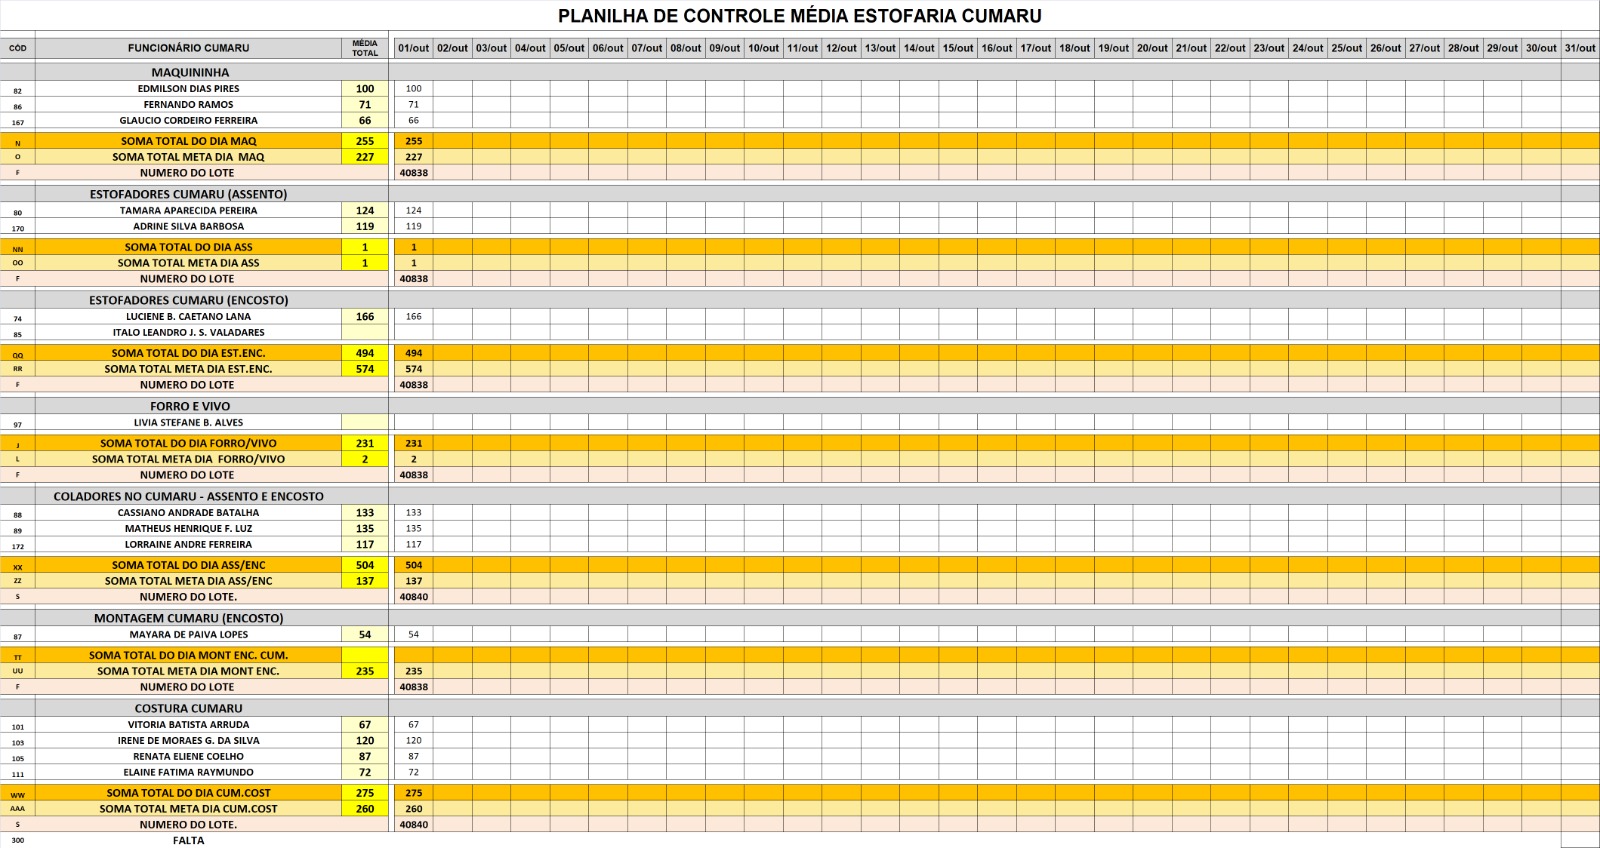 PLANILHA DE CONTROLE MÉDIA ESTOFARIA CUMARU
CÓD FUNCIONÁRIO CUMARU MÉDIA TOTAL 01/out 02/out 03/out 04/out 05/out 06/out 07/out 08/out 09/out 10/out 11/out 12/out 13/out 14/out 15/out 16/out 17/out 18/out 19/out 20/out 21/out 22/out 23/out 24/out 25/out 26/out 27/out 28/out 29/out 30/out 31/out
MAQUININHA
82 EDMILSON DIAS PIRES 100 100
86 FERNANDO RAMOS 71 71
167 GLAUCIO CORDEIRO FERREIRA 66 66
N SOMA TOTAL DO DIA MAQ 255 255
O SOMA TOTAL META DIA MAQ 227 227
F NUMERO DO LOTE 40838
ESTOFADORES CUMARU (ASSENTO)
80 TAMARA APARECIDA PEREIRA 124 124
170 ADRINE SILVA BARBOSA 119 119
NN SOMA TOTAL DO DIA ASS 1 1
OO SOMA TOTAL META DIA ASS 1 1
F NUMERO DO LOTE 40838
ESTOFADORES CUMARU (ENCOSTO)
74 LUCIENE B. CAETANO LANA 166 166
85 ITALO LEANDRO J. S. VALADARES
QQ SOMA TOTAL DO DIA EST.ENC. 494 494
RR SOMA TOTAL META DIA EST.ENC. 574 574
F NUMERO DO LOTE 40838
FORRO E VIVO
97 LIVIA STEFANE B. ALVES
J SOMA TOTAL DO DIA FORRO/VIVO 231 231
L SOMA TOTAL META DIA FORRO/VIVO 2 2
F NUMERO DO LOTE 40838
COLADORES NO CUMARU - ASSENTO E ENCOSTO
88 CASSIANO ANDRADE BATALHA 133 133
89 MATHEUS HENRIQUE F. LUZ 135 135
172 LORRAINE ANDRE FERREIRA 117 117
XX SOMA TOTAL DO DIA ASS/ENC 504 504
ZZ SOMA TOTAL META DIA ASS/ENC 137 137
S NUMERO DO LOTE. 40840
MONTAGEM CUMARU (ENCOSTO)
87 MAYARA DE PAIVA LOPES 54 54
TT SOMA TOTAL DO DIA MONT ENC. CUM.
UU SOMA TOTAL META DIA MONT ENC. 235 235
F NUMERO DO LOTE 40838
COSTURA CUMARU
101 VITORIA BATISTA ARRUDA 67 67
103 IRENE DE MORAES G. DA SILVA 120 120
105 RENATA ELIENE COELHO 87 87
111 ELAINE FATIMA RAYMUNDO 72 72
WW SOMA TOTAL DO DIA CUM.COST 275 275
AAA SOMA TOTAL META DIA CUM.COST 260 260
S NUMERO DO LOTE. 40840
300 FALTA